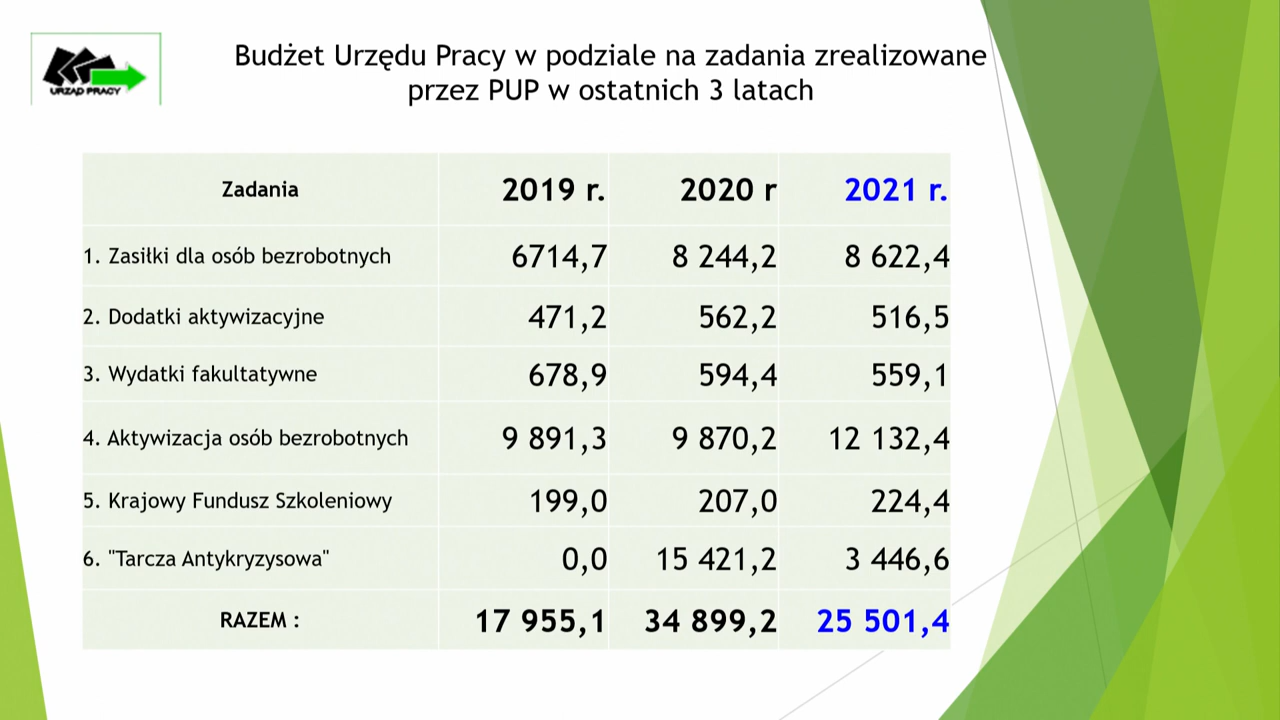 URZĄD PRACY
Budżet Urzędu Pracy w podziale na zadania zrealizowane
przez PUP w ostatnich 3 latach
Zadania 2019 r. 2020 r 2021 r.
1. Zasiłki dla osób bezrobotnych 6714,7 8 244,2 8 622,4
2. Dodatki aktywizacyjne 471,2 562,2 516,5
3. Wydatki fakultatywne 678,9 594,4 559,1
4. Aktywizacja osób bezrobotnych 9 891,3 9 870,2 12 132,4
5. Krajowy Fundusz Szkoleniowy 199,0 207,0 224,4
6. "Tarcza Antykryzysowa" 0,0 15 421,2 3 446,6
RAZEM : 17 955,1 34 899,2 25 501,4